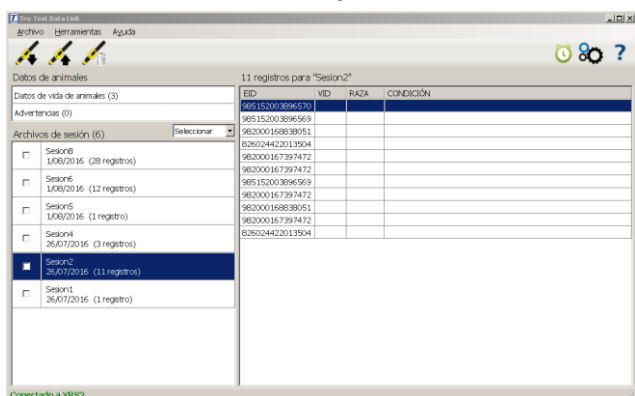 Tru-Test Data Link
Archivo Herramientas Ayuda
Datos de animales
Datos de vida de animales (3)
Advertencias (0)
Archivos de sesión (6) Seleccionar
Sesion8
1/08/2016 (28 registros)
Sesion6
1/08/2016 (12 registros)
Sesion5
1/08/2016 (1 registro)
Sesion4
26/07/2016 (3 registros)
Sesion2
26/07/2016 (11 registros)
Sesion1
26/07/2016 (1 registro)
11 registros para "Sesion2"
EID VID RAZA CONDICIÓN
985152003896570
985152003896569
982000168838051
826024422013504
982000167397472
982000167397472
985152003896569
982000167397472
982000168838051
982000167397472
826024422013504
Conectado a XRS2